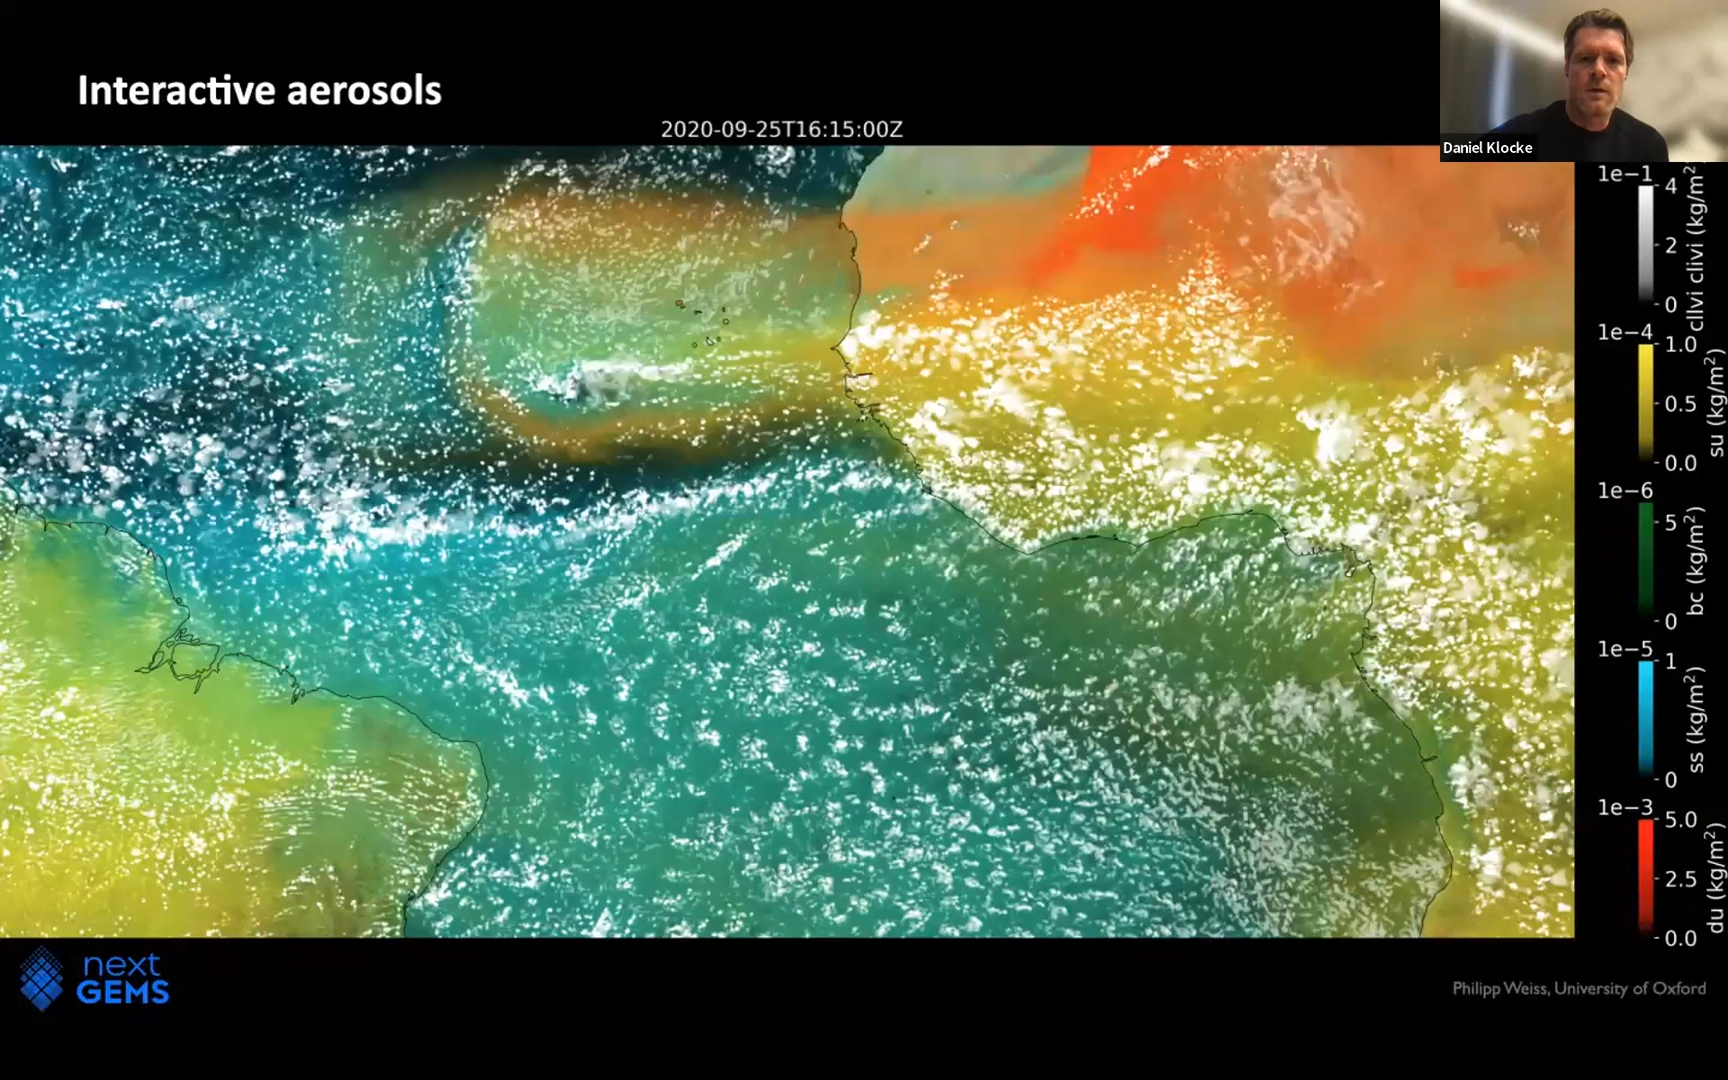 Interactive aerosols
2020-09-25T16:15:00Z
Daniel Klocke
1e−1
4
2
0
clivi clivi (kg/m²)
1e−4
1.0
0.5
0.0
su (kg/m²)
1e−6
5
0
bc (kg/m²)
1e−5
1
0
ss (kg/m²)
1e−3
5.0
2.5
0.0
du (kg/m²)
next
GEMS
Philipp Weiss, University of Oxford